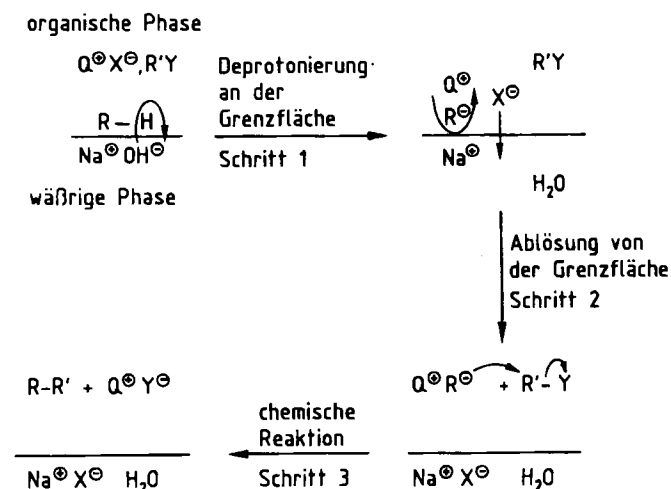 organische Phase
Q⊕X⊖, R'Y
R – H
Na⊕ OH⊖
wäßrige Phase
Deprotonierung
an der
Grenzfläche
Schritt 1
Q⊕ R'Y
R⊖ X⊖
Na⊕
H₂O
Ablösung von
der Grenzfläche
Schritt 2
Q⊕ R⊖ + R'– Y
Na⊕ X⊖ H₂O
chemische
Reaktion
Schritt 3
R-R' + Q⊕ Y⊖
Na⊕ X⊖ H₂O